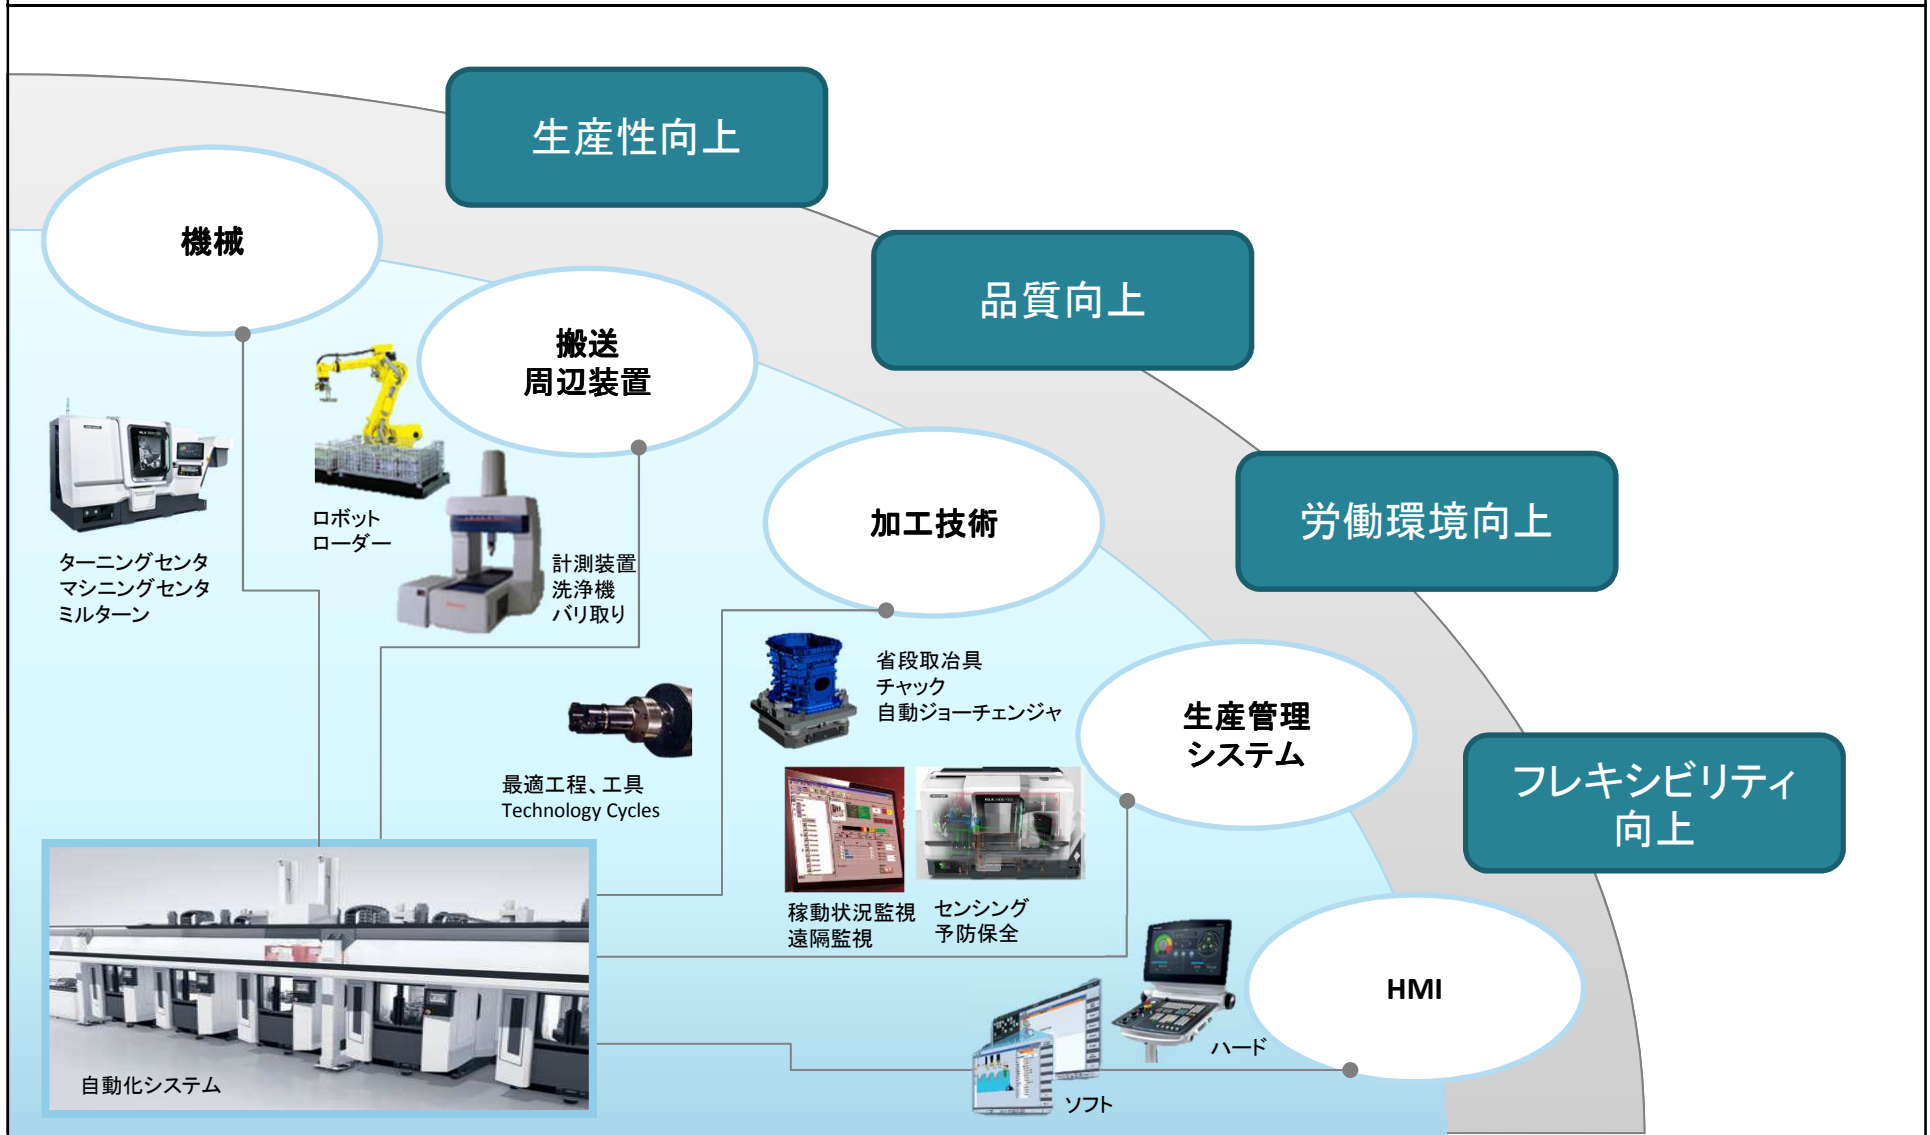 生産性向上
品質向上
労働環境向上
フレキシビリティ
向上
機械
ターニングセンタ
マシニングセンタ
ミルターン
搬送
周辺装置
ロボット
ローダー
計測装置
洗浄機
バリ取り
加工技術
省段取冶具
チャック
自動ジョーチェンジャ
最適工程、工具
Technology Cycles
生産管理
システム
稼動状況監視
遠隔監視
センシング
予防保全
HMI
ハード
ソフト
自動化システム